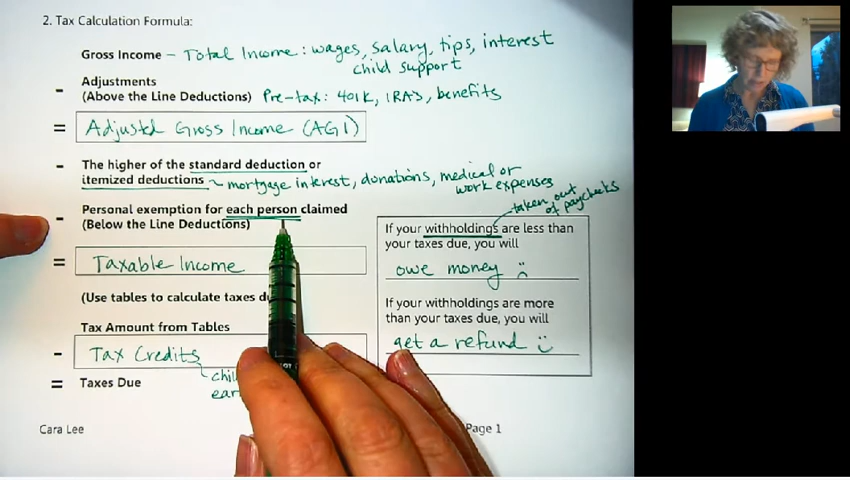 2. Tax Calculation Formula:
Gross Income - Total Income: wages, salary, tips, interest
child support
- Adjustments
(Above the Line Deductions) Pre-tax: 401K, IRA's, benefits
= Adjustd Gross Income (AGI)
- The higher of the standard deduction or
itemized deductions ~ mortgage interest, donations, medical or
work expenses
- Personal exemption for each person claimed
(Below the Line Deductions)
= Taxable Income
(Use tables to calculate taxes
Tax Amount from Tables
- Tax Credits
= Taxes Due
taken out
of paychecks
If your withholdings are less than
your taxes due, you will
owe money :(
If your withholdings are more
than your taxes due, you will
get a refund :)
Cara Lee
Page 1